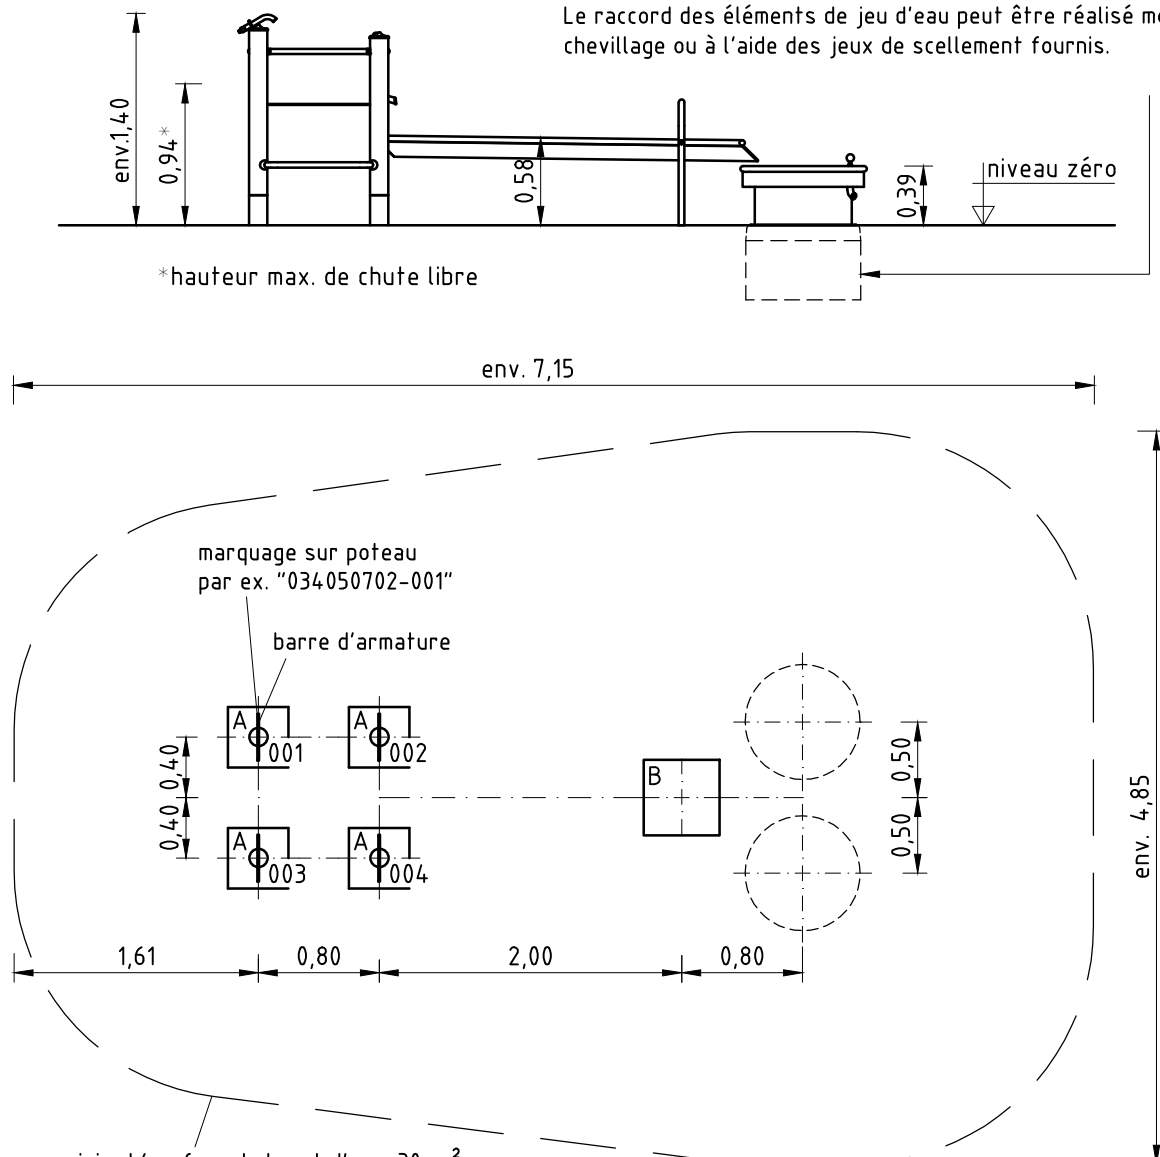 Le raccord des éléments de jeu d'eau peut être réalisé
chevillage ou à l'aide des jeux de scellement fournis.
env.1,40
0,94*
0,58
0,39
niveau zéro
*hauteur max. de chute libre
env. 7,15
marquage sur poteau
par ex. "034050702-001"
barre d'armature
A
001
A
002
0,40
0,40
B
0,50
0,50
env. 4,85
A
003
A
004
1,61
0,80
2,00
0,80